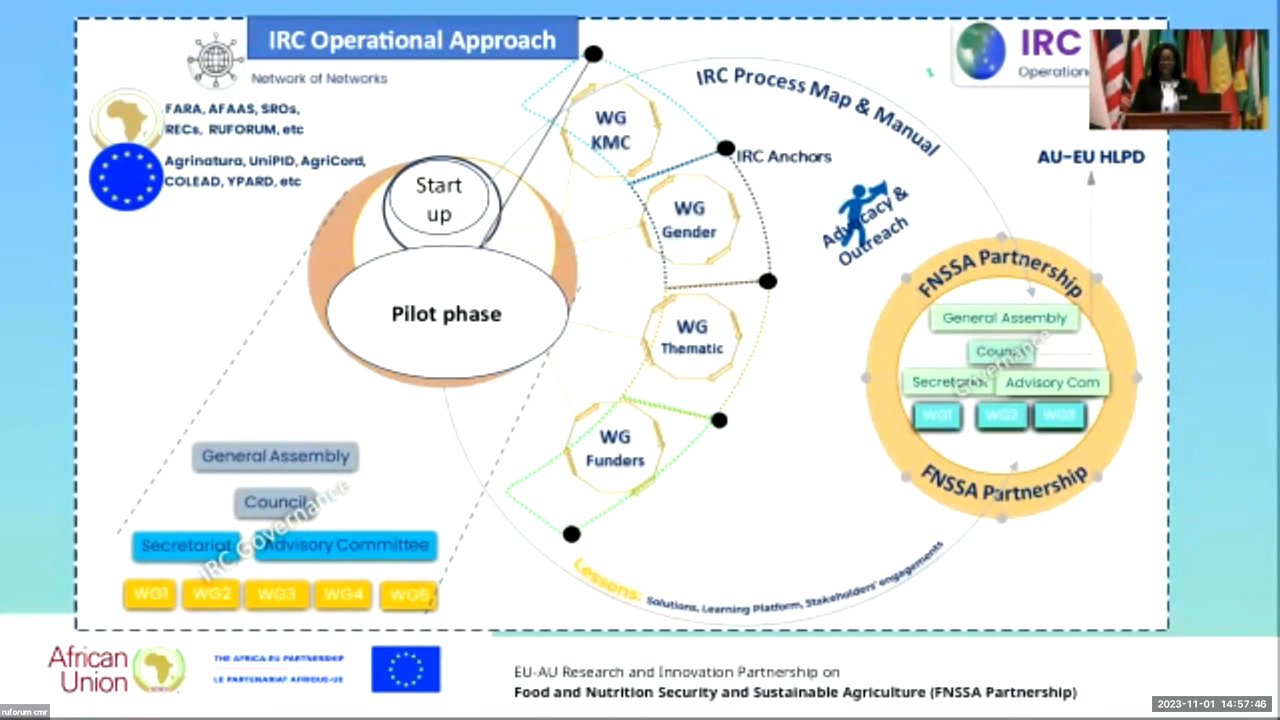 IRC Operational Approach
Network of Networks
FARA, AFAAS, SROs,
RECs, RUFORUM, etc
Agrinatura, UniPID, AgriCord,
COLEAD, YPARD, etc
Start
up
Pilot phase
General Assembly
Council
Secretariat
Advisory Committee
IRC Governance
WG1 WG2 WG3 WG4 WG5
WG
KMC
WG
Gender
WG
Thematic
WG
Funders
IRC Anchors
IRC Process Map & Manual
Advocacy &
Outreach
Lessons: Solutions, Learning Platform, Stakeholders' engagements
IRC
AU-EU HLPD
FNSSA Partnership
General Assembly
Council
Secretariat
Advisory Com
Governance
WG1 WG2 WG3
FNSSA Partnership
African
Union
THE AFRICA-EU PARTNERSHIP
LE PARTENARIAT AFRIQUE-UE
EU-AU Research and Innovation Partnership on
Food and Nutrition Security and Sustainable Agriculture (FNSSA Partnership)
2023-11-01 14:57:46
ruforum cmr